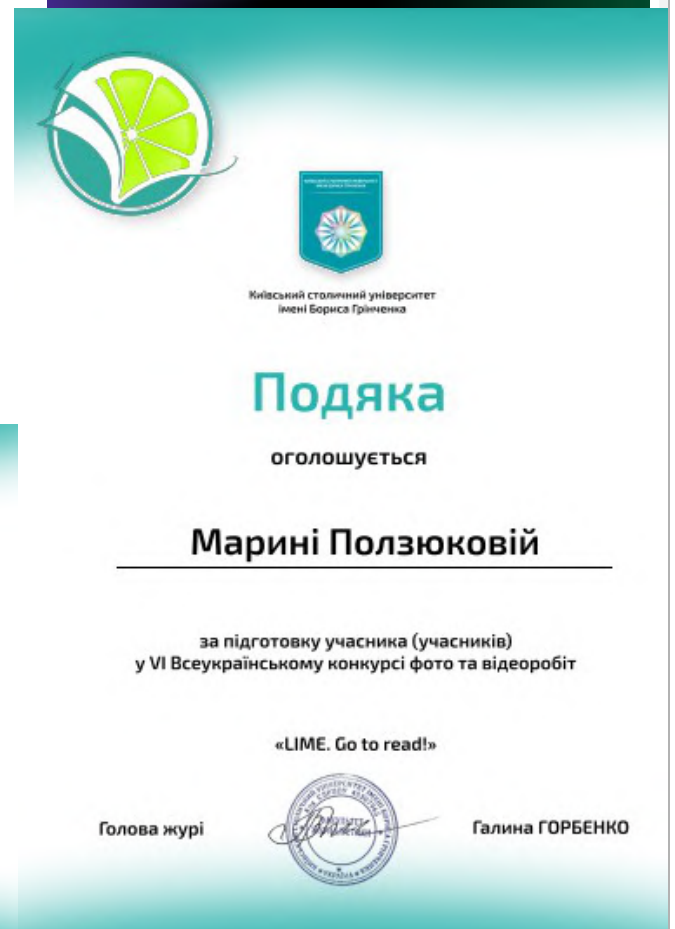 Київський столичний університет
імені Бориса Грінченка
Подяка
оголошується
Марині Ползюковій
за підготовку учасника (учасників)
у VI Всеукраїнському конкурсі фото та відеоробіт
«LIME. Go to read!»
Голова журі
Галина ГОРБЕНКО